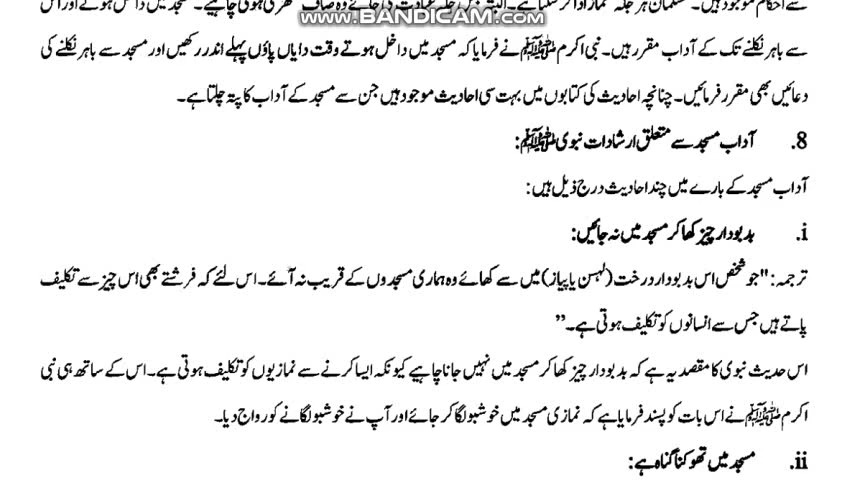 www.BANDICAM.com
سے احکام موجود ہیں۔ مسلمان ہر جگہ نماز ادا کر سکتا ہے۔ البتہ جس جگہ عبادت کی جائے وہ صاف ستھری ہونی چاہیے۔ مسجد میں داخل ہونے اور اس
سے باہر نکلنے تک کے آداب مقرر ہیں۔ نبی اکرم ﷺ نے فرمایا کہ مسجد میں داخل ہوتے وقت دایاں پاؤں پہلے اندر رکھیں اور مسجد سے باہر نکلنے کی
دعائیں بھی مقرر فرمائیں۔ چنانچہ احادیث کی کتابوں میں بہت سی احادیث موجود ہیں جن سے مسجد کے آداب کا پتہ چلتا ہے۔
8. آداب مسجد سے متعلق ارشادات نبوی ﷺ:
آداب مسجد کے بارے میں چند احادیث درج ذیل ہیں:
i. بدبودار چیز کھا کر مسجد میں نہ جائیں:
ترجمہ: "جو شخص اس بدبودار درخت (لہسن یا پیاز) میں سے کھائے وہ ہماری مسجدوں کے قریب نہ آئے۔ اس لئے کہ فرشتے بھی اس چیز سے تکلیف
پاتے ہیں جس سے انسانوں کو تکلیف ہوتی ہے۔”
اس حدیث نبوی کا مقصد یہ ہے کہ بدبودار چیز کھا کر مسجد میں نہیں جانا چاہیے کیونکہ ایسا کرنے سے نمازیوں کو تکلیف ہوتی ہے۔ اس کے ساتھ ہی نبی
اکرم ﷺ نے اس بات کو پسند فرمایا ہے کہ نمازی مسجد میں خوشبو لگا کر جائے اور آپ نے خوشبو لگانے کو رواج دیا۔
ii. مسجد میں تھوکنا گناہ ہے: